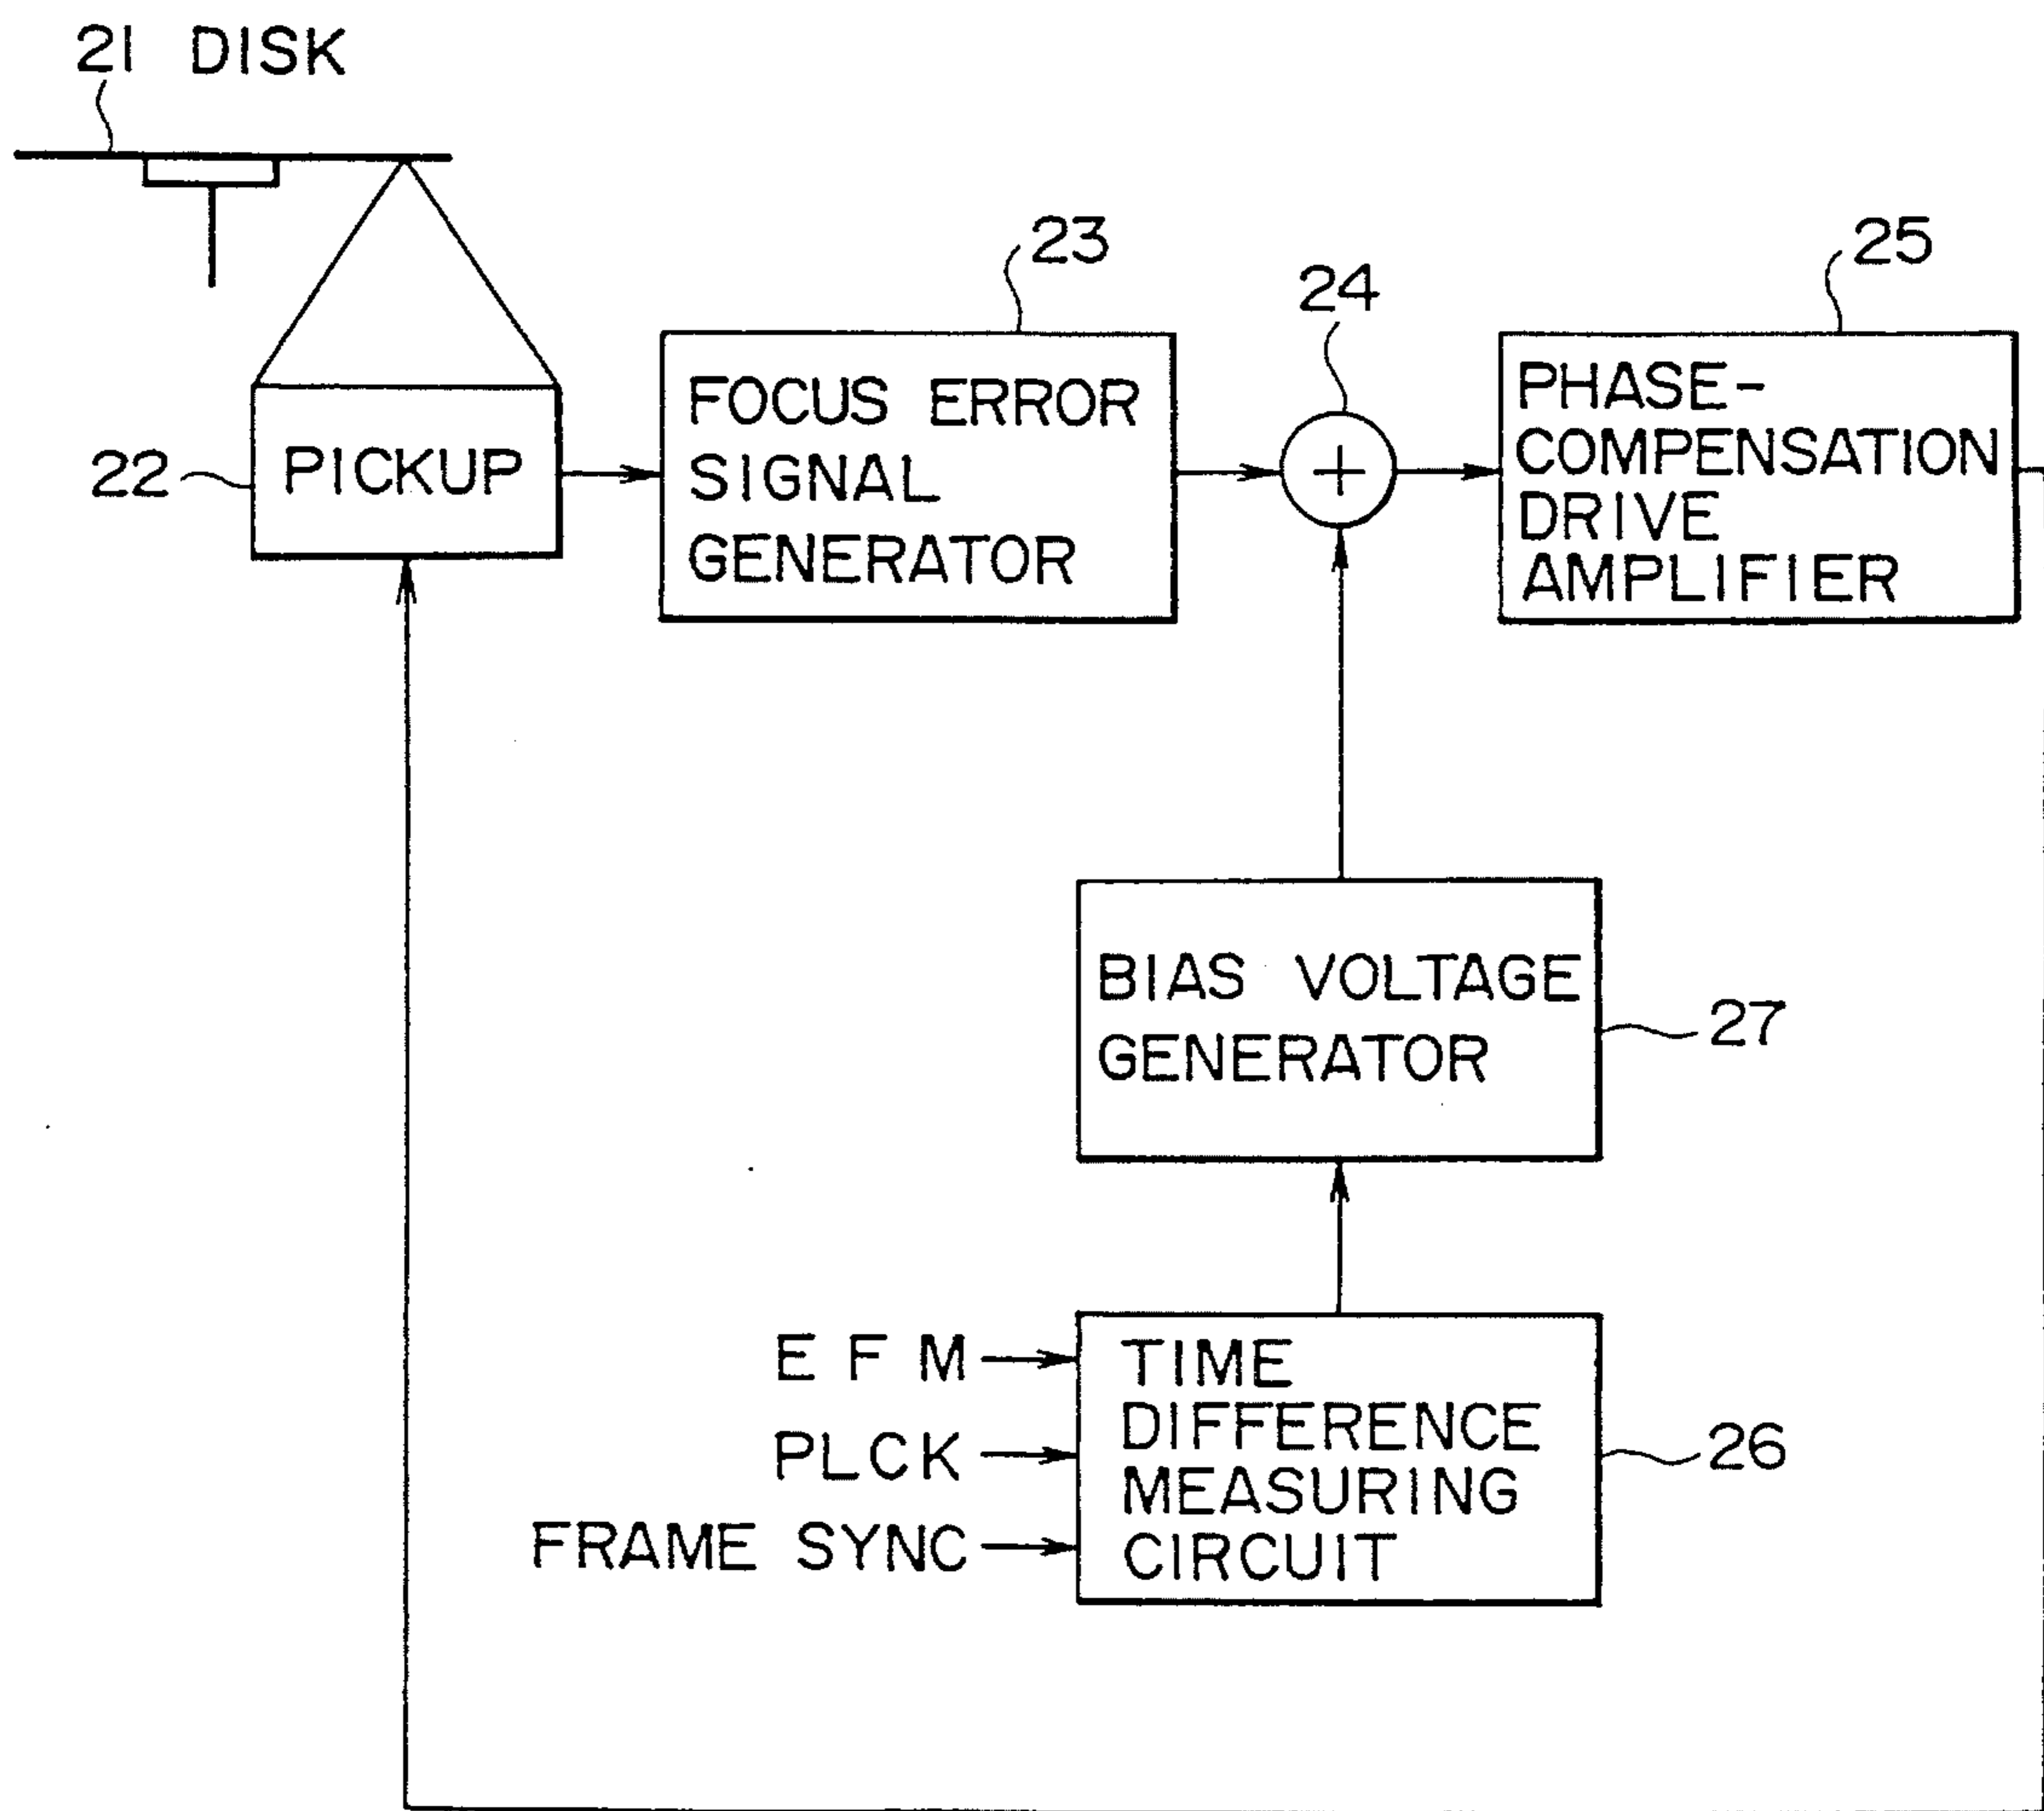 21 DISK
23
24
25
22
PICKUP
FOCUS ERROR
SIGNAL
GENERATOR
+
PHASE-
COMPENSATION
DRIVE
AMPLIFIER
BIAS VOLTAGE
GENERATOR
27
EFM
PLCK
FRAME SYNC
TIME
DIFFERENCE
MEASURING
CIRCUIT
26